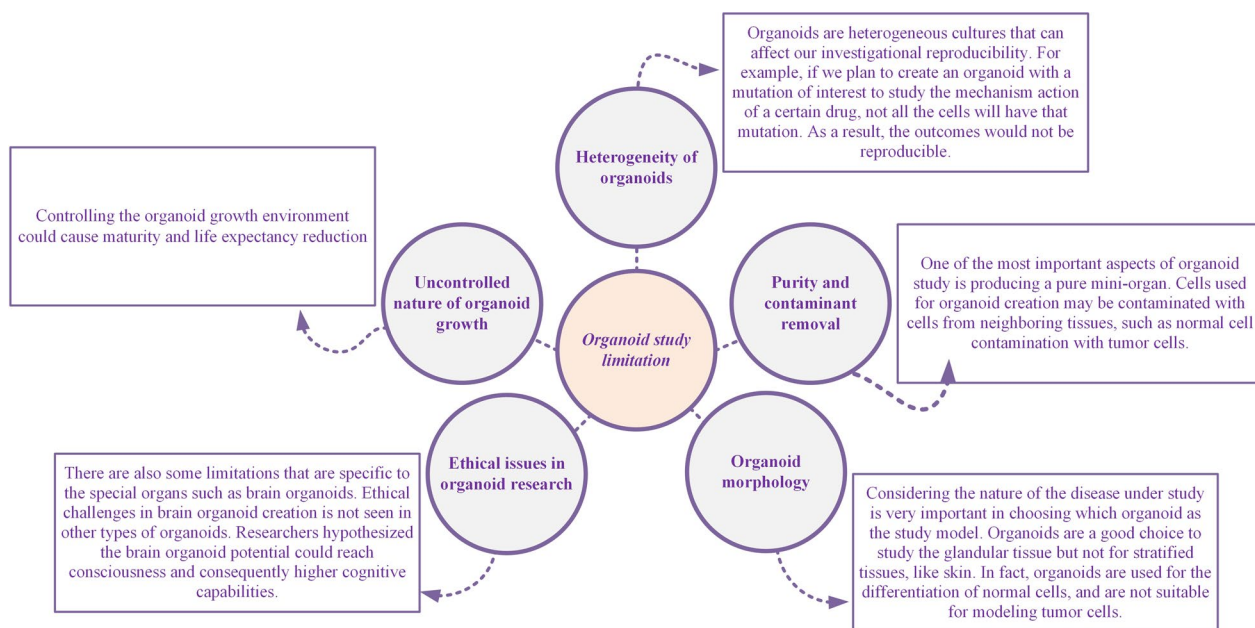 Organoids are heterogeneous cultures that can
affect our investigational reproducibility. For
example, if we plan to create an organoid with a
mutation of interest to study the mechanism action
of a certain drug, not all the cells will have that
mutation. As a result, the outcomes would not be
reproducible.
Heterogeneity of
organoids
Controlling the organoid growth environment
could cause maturity and life expectancy reduction
Uncontrolled
nature of organoid
growth
Purity and
contaminant
removal
One of the most important aspects of organoid
study is producing a pure mini-organ. Cells used
for organoid creation may be contaminated with
cells from neighboring tissues, such as normal cell
contamination with tumor cells.
Organoid study
limitation
Ethical issues in
organoid research
Organoid
morphology
There are also some limitations that are specific to
the special organs such as brain organoids. Ethical
challenges in brain organoid creation is not seen in
other types of organoids. Researchers hypothesized
the brain organoid potential could reach
consciousness and consequently higher cognitive
capabilities.
Considering the nature of the disease under study
is very important in choosing which organoid as
the study model. Organoids are a good choice to
study the glandular tissue but not for stratified
tissues, like skin. In fact, organoids are used for the
differentiation of normal cells, and are not suitable
for modeling tumor cells.